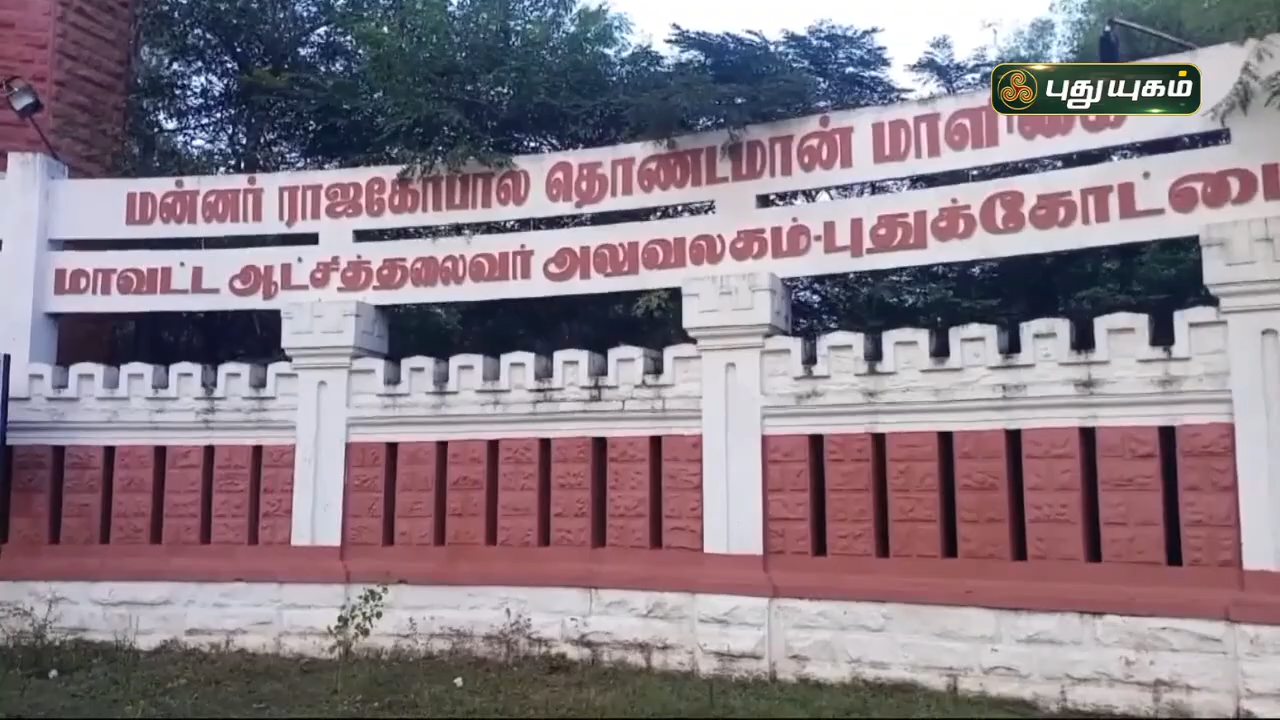 புதுயுகம்
மன்னர் ராஜகோபால தொண்டமான் மாளிகை
மாவட்ட ஆட்சித்தலைவர் அலுவலகம்-புதுக்கோட்டை